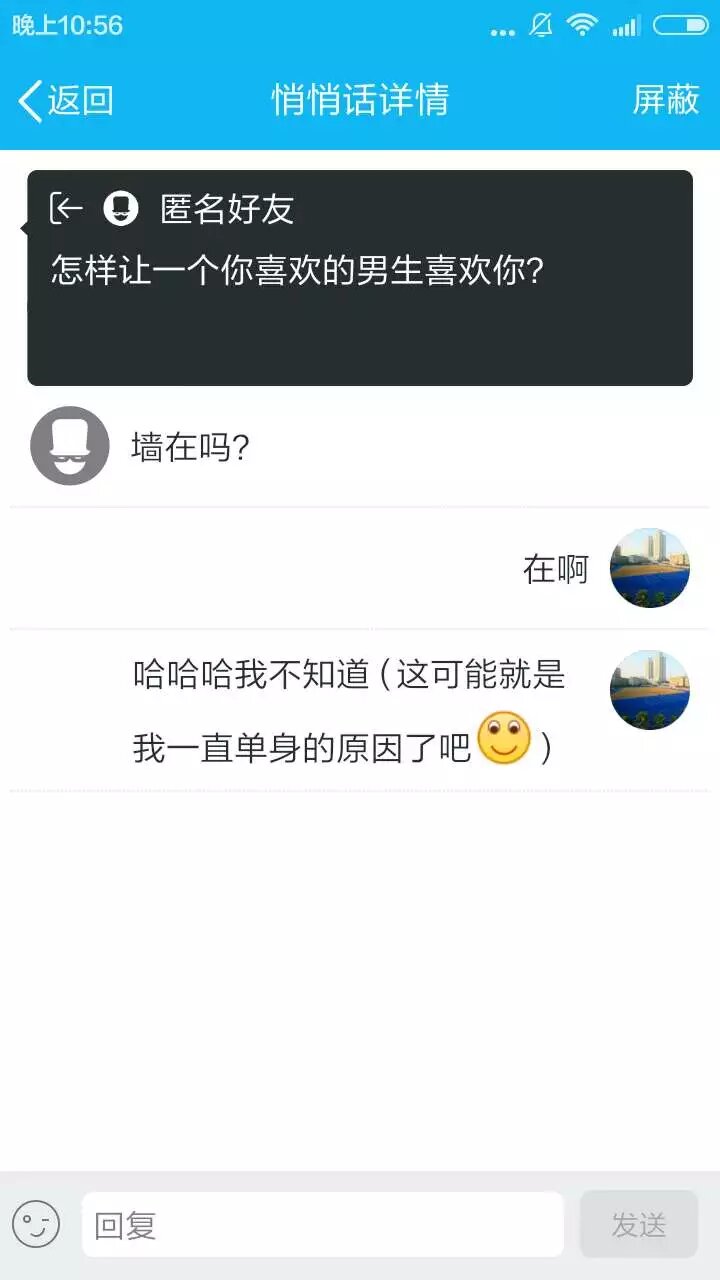 晚上10:56
返回 悄悄话详情 屏蔽
匿名好友
怎样让一个你喜欢的男生喜欢你?
墙在吗?
在啊
哈哈哈我不知道(这可能就是
我一直单身的原因了吧)
回复 发送